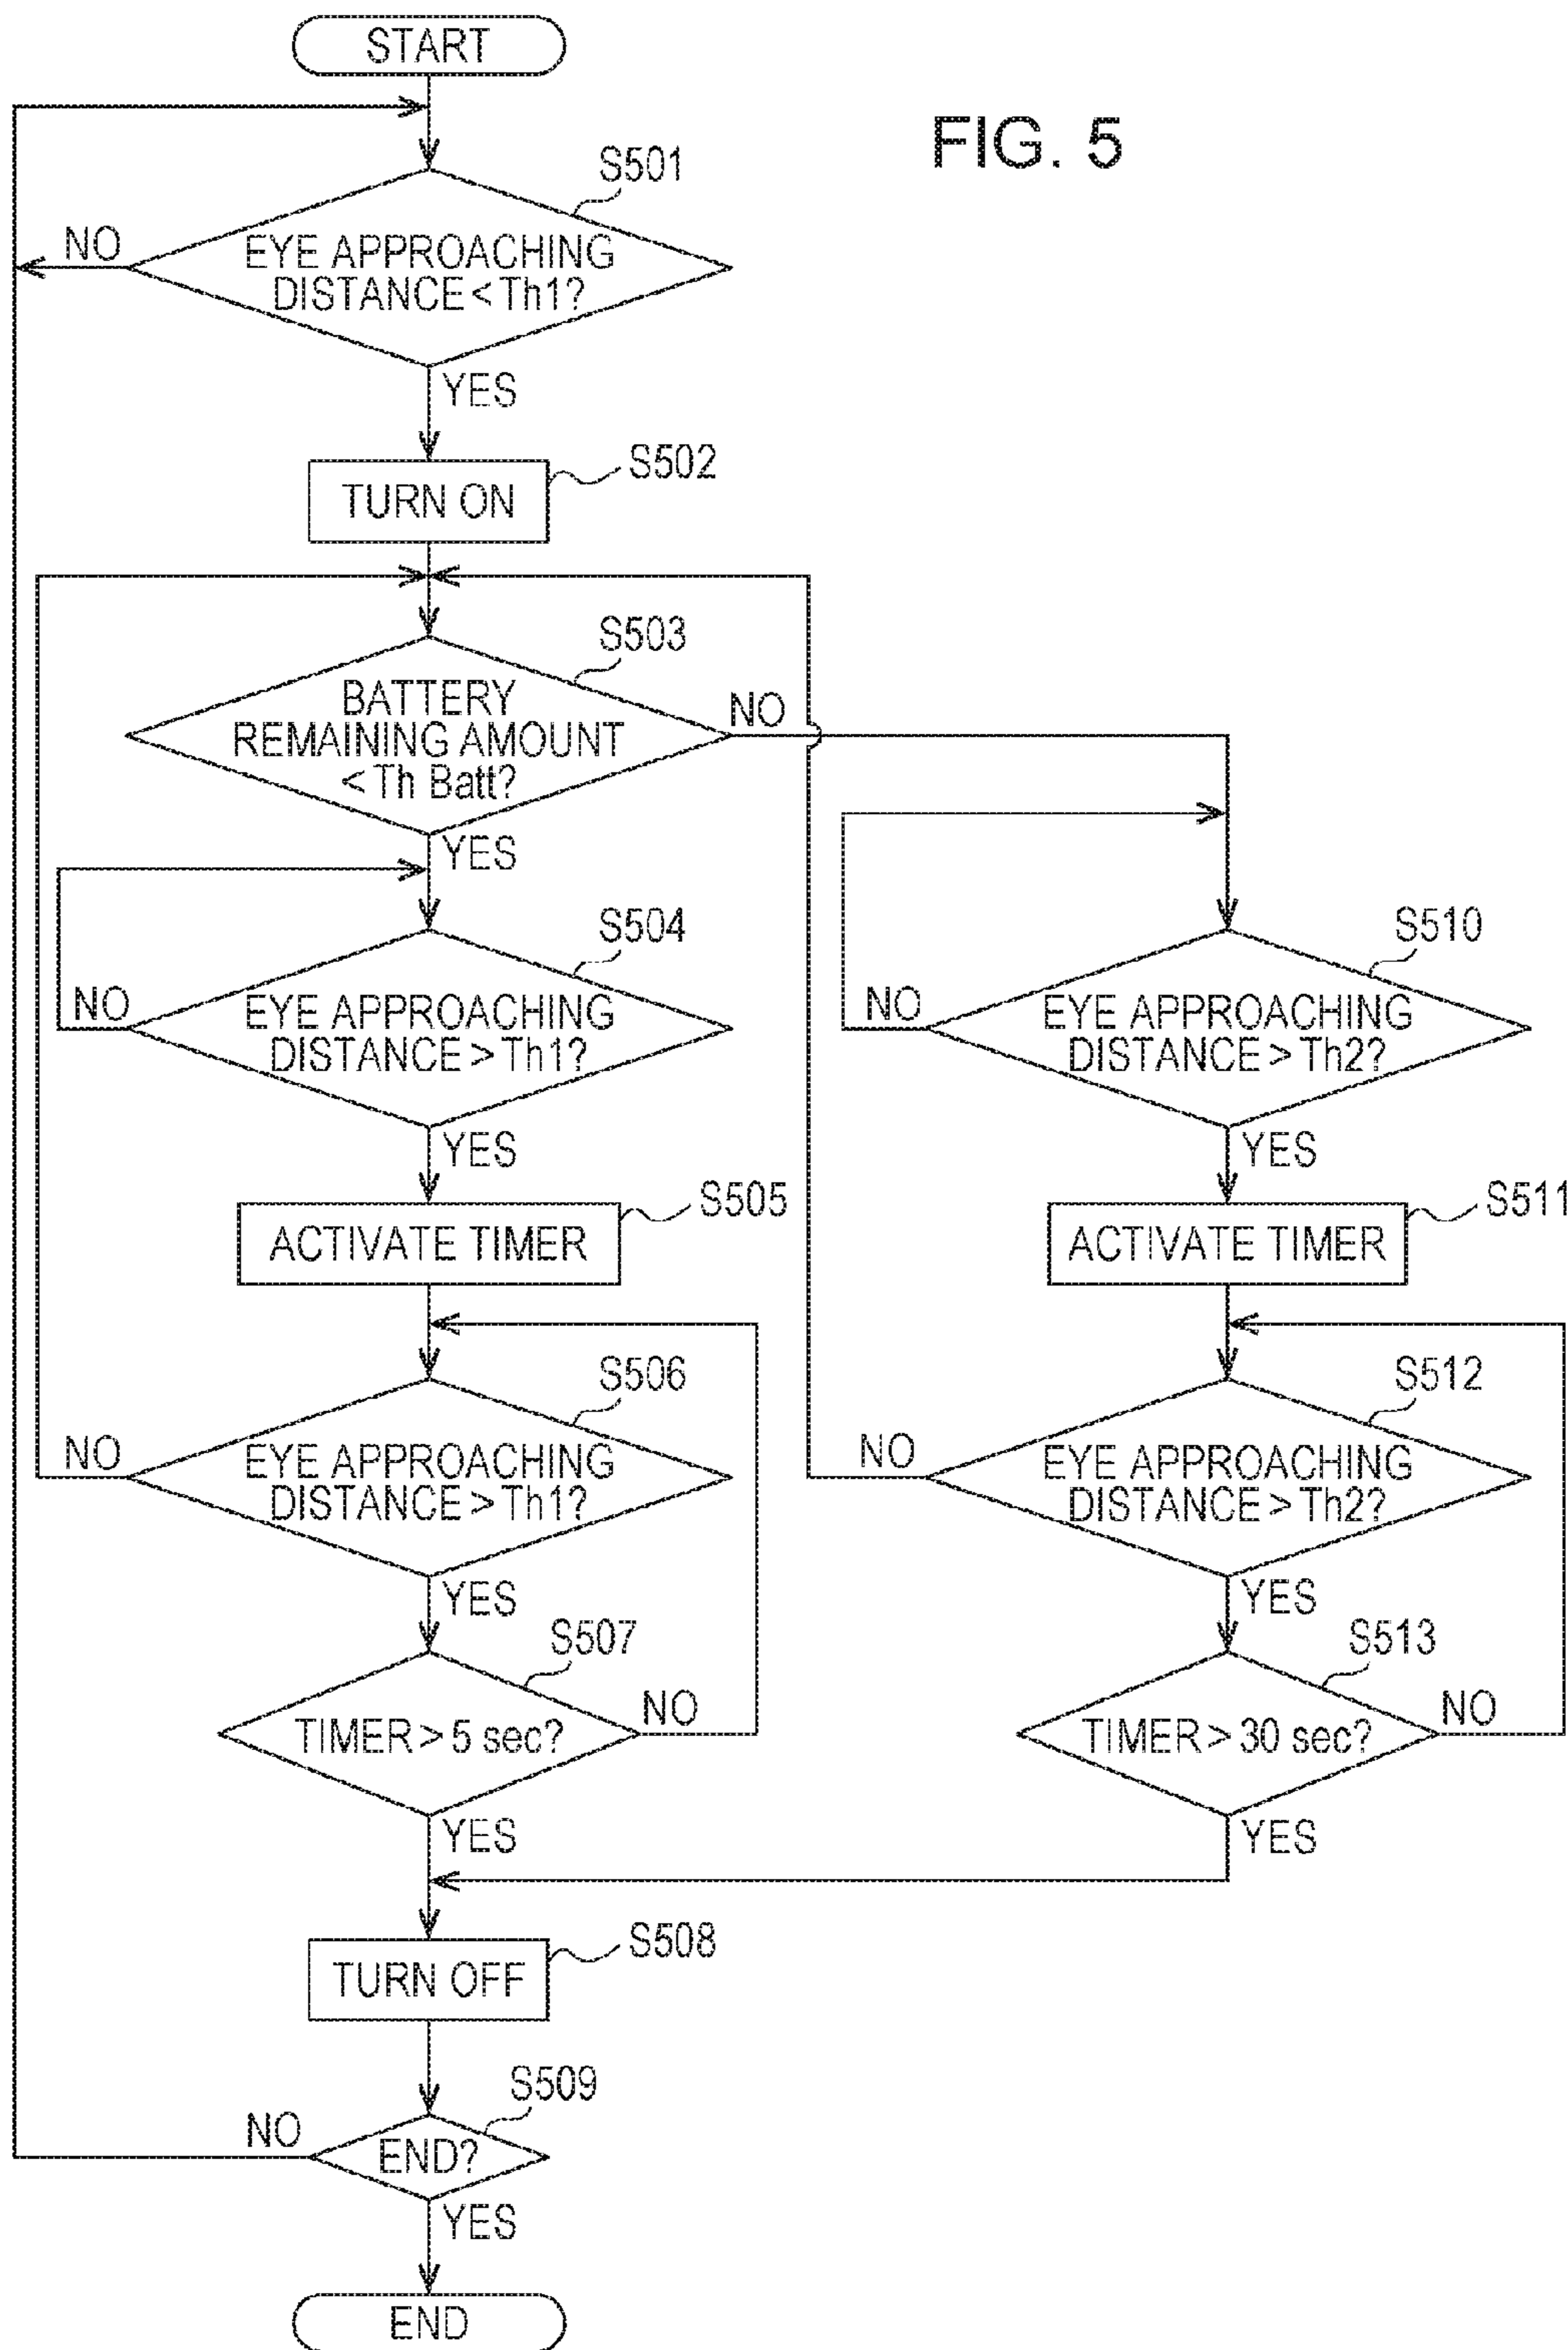 START
FIG. 5
S501
NO
EYE APPROACHING
DISTANCE < Th1?
YES
S502
TURN ON
S503
BATTERY
REMAINING AMOUNT
< Th Batt?
NO
YES
S504
NO
EYE APPROACHING
DISTANCE > Th1?
YES
S505
ACTIVATE TIMER
S506
NO
EYE APPROACHING
DISTANCE > Th1?
YES
S507
TIMER > 5 sec?
NO
YES
S510
NO
EYE APPROACHING
DISTANCE > Th2?
YES
S511
ACTIVATE TIMER
S512
NO
EYE APPROACHING
DISTANCE > Th2?
YES
S513
TIMER > 30 sec?
NO
YES
S508
TURN OFF
S509
NO
END?
YES
END